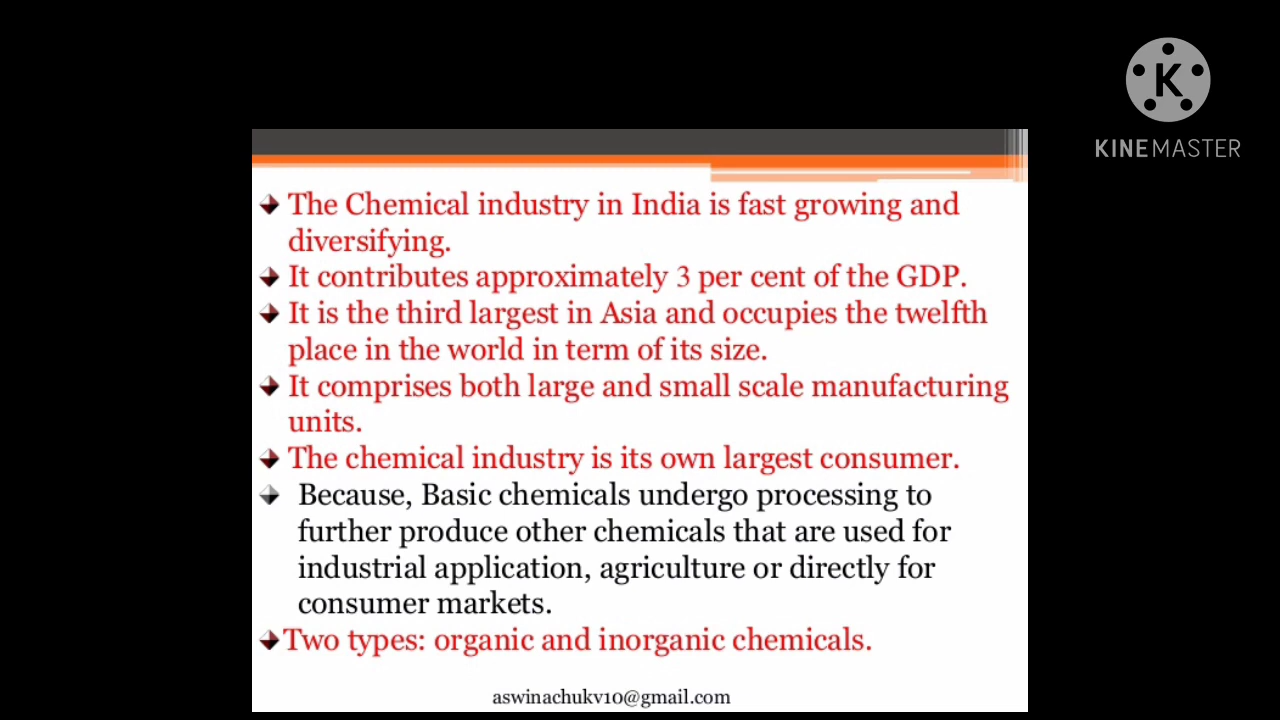 K
KINEMASTER
The Chemical industry in India is fast growing and
diversifying.
It contributes approximately 3 per cent of the GDP.
It is the third largest in Asia and occupies the twelfth
place in the world in term of its size.
It comprises both large and small scale manufacturing
units.
The chemical industry is its own largest consumer.
Because, Basic chemicals undergo processing to
further produce other chemicals that are used for
industrial application, agriculture or directly for
consumer markets.
Two types: organic and inorganic chemicals.
aswinachukv10@gmail.com